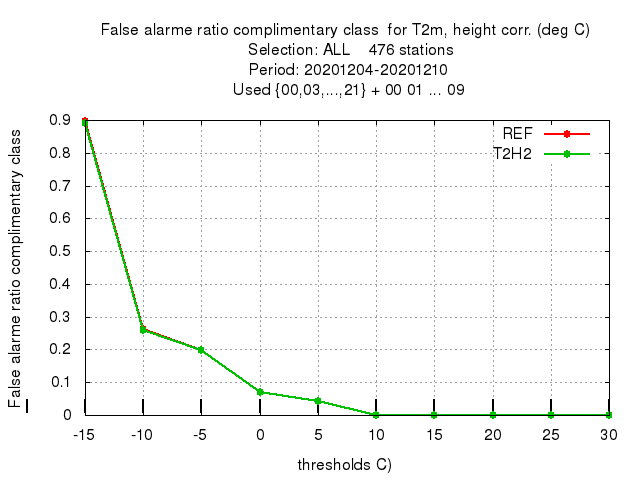 False alarme ratio complimentary class for T2m, height corr. (deg C)
Selection: ALL 476 stations
Period: 20201204-20201210
Used {00,03,...,21} + 00 01 ... 09
False alarme ratio complimentary class
0.9
0.8
0.7
0.6
0.5
0.4
0.3
0.2
0.1
0
REF
T2H2
-15 -10 -5 0 5 10 15 20 25 30
thresholds C)